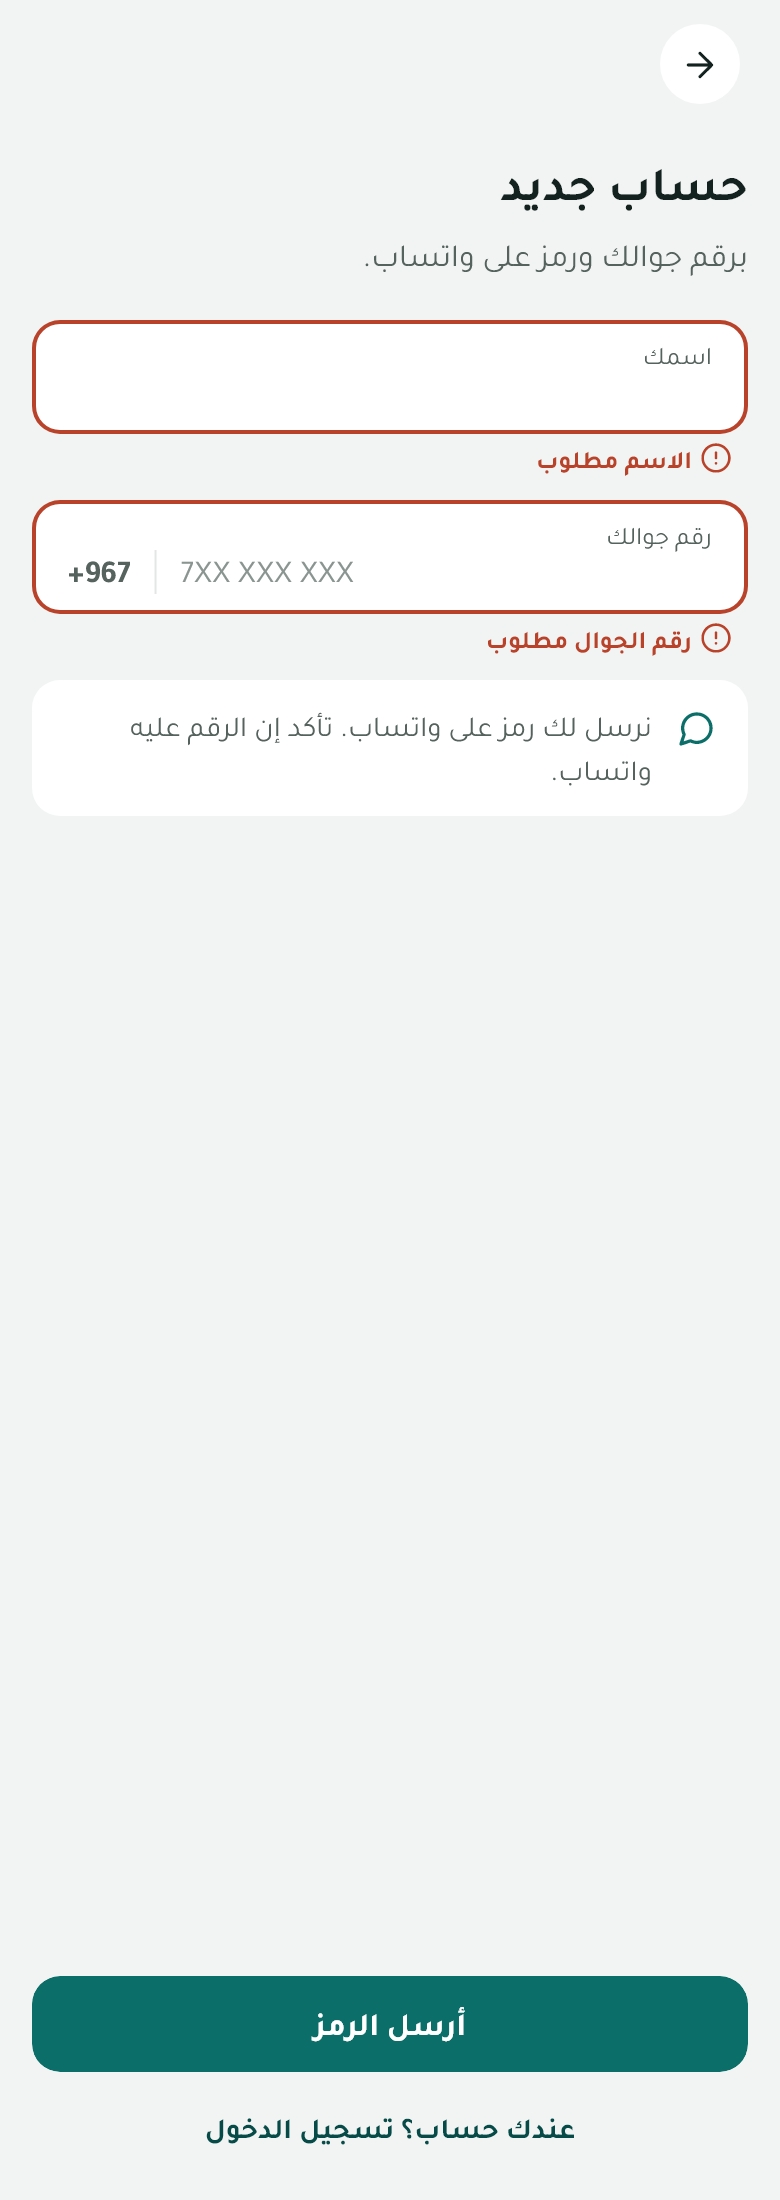 حساب جديد
برقم جوالك ورمز على واتساب.
اسمك
الاسم مطلوب
رقم جوالك
+967 7XX XXX XXX
رقم الجوال مطلوب
نرسل لك رمز على واتساب. تأكد إن الرقم عليه
واتساب.
أرسل الرمز
عندك حساب؟ تسجيل الدخول